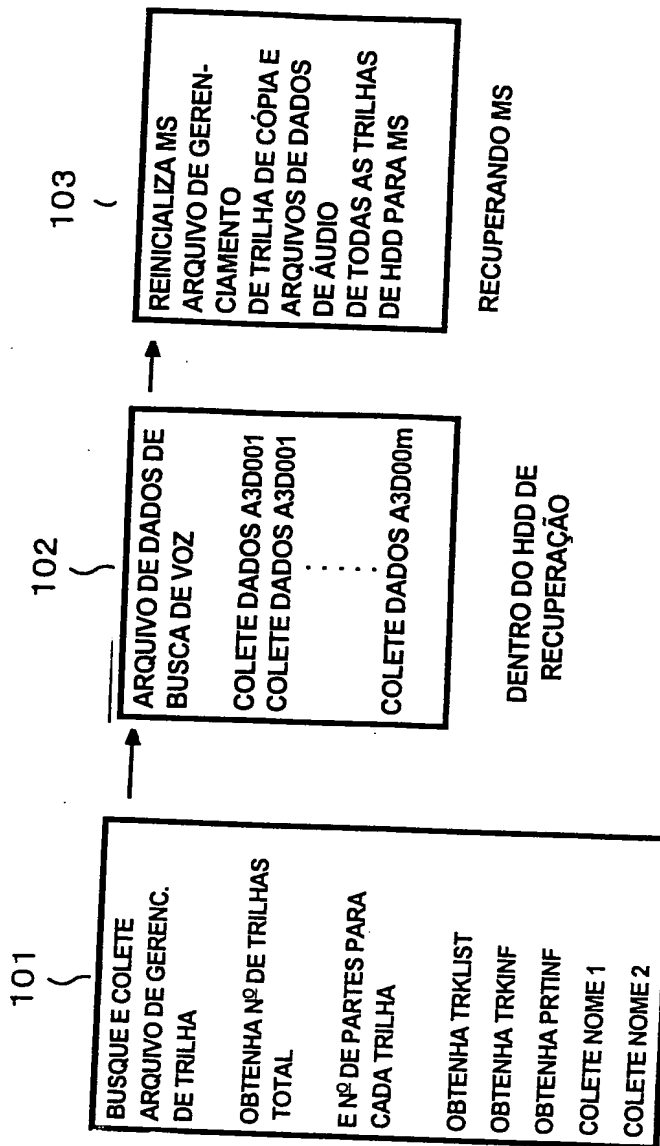 101
BUSQUE E COLETE
ARQUIVO DE GERENC.
DE TRILHA
OBTENHA Nº DE TRILHAS
TOTAL
E Nº DE PARTES PARA
CADA TRILHA
OBTENHA TRKLIST
OBTENHA TRKINF
OBTENHA PRTINF
COLETE NOME 1
COLETE NOME 2
102
ARQUIVO DE DADOS DE
BUSCA DE VOZ
COLETE DADOS A3D001
COLETE DADOS A3D001
. . . . . .
COLETE DADOS A3D00m
DENTRO DO HDD DE
RECUPERAÇÃO
103
REINICIALIZA MS
ARQUIVO DE GEREN-
CIAMENTO
DE TRILHA DE CÓPIA E
ARQUIVOS DE DADOS
DE ÁUDIO
DE TODAS AS TRILHAS
DE HDD PARA MS
RECUPERANDO MS